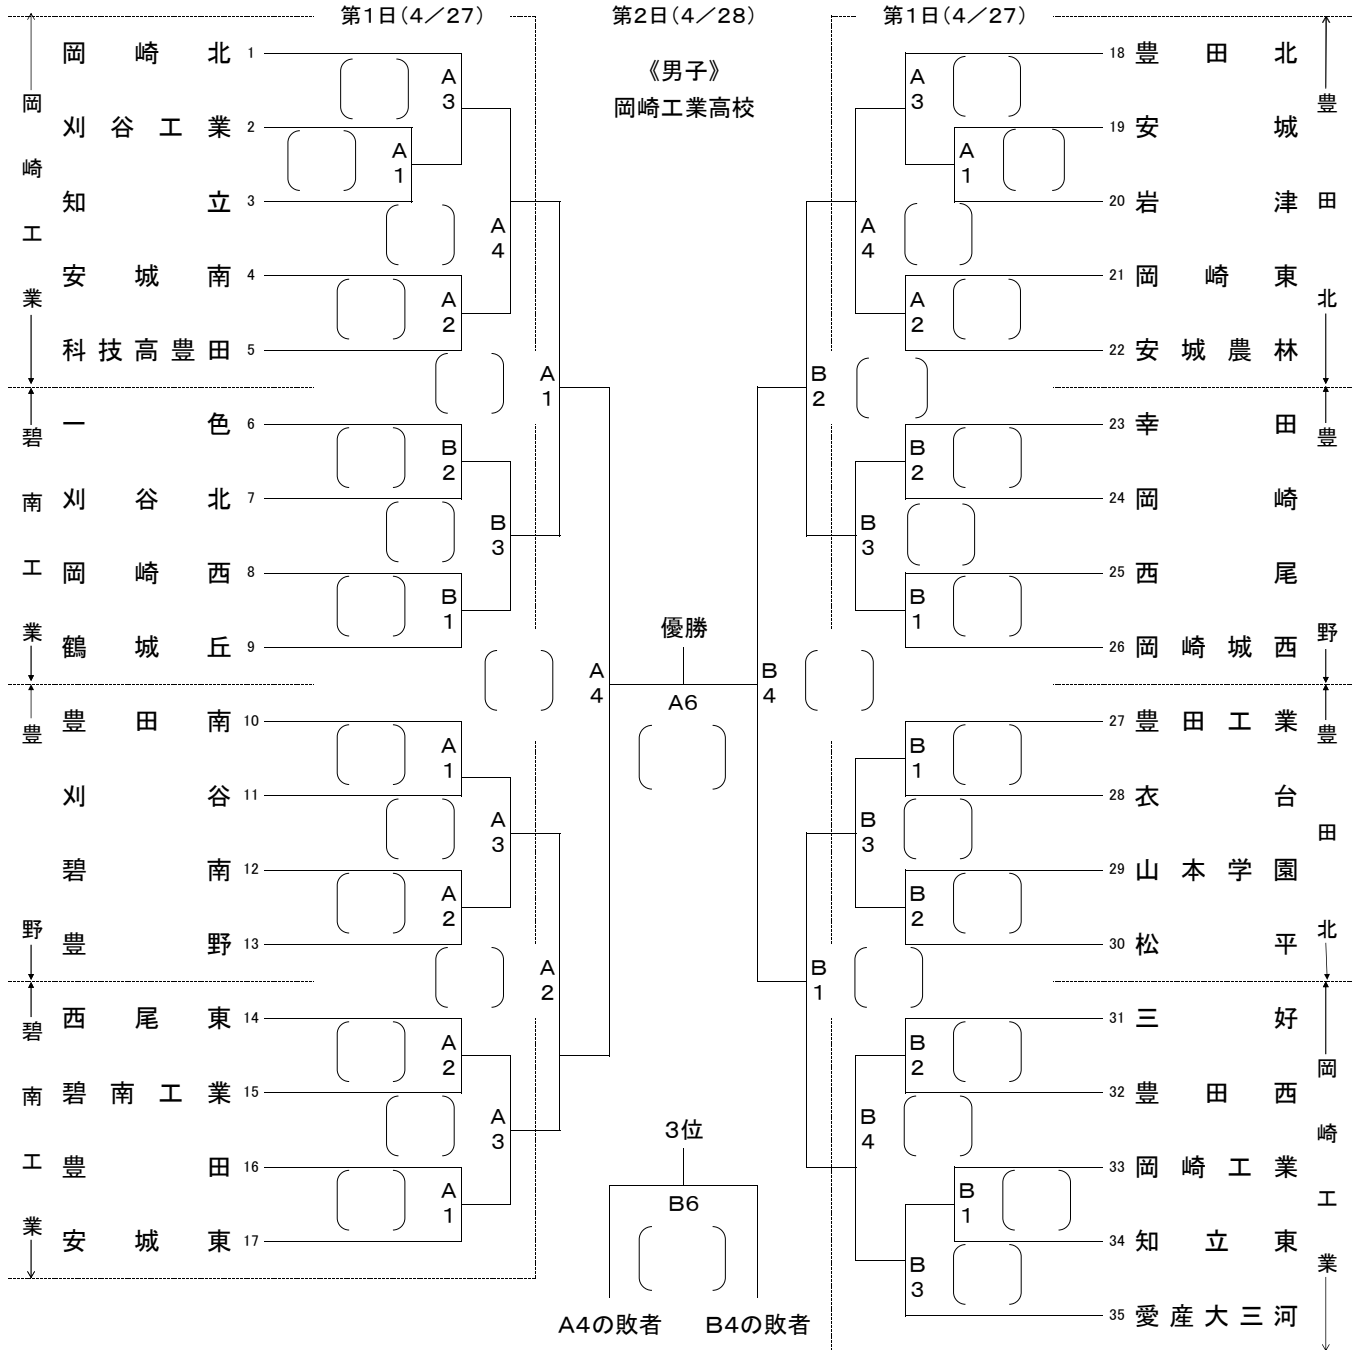 第1日(4／27)
第2日(4／28)
第1日(4／27)
《男子》
岡崎工業高校
岡崎工業
岡崎北 1
刈谷工業 2
知立 3
安城南 4
科技高豊田 5
A3
A1
A4
A2
A1
碧南工業
一色 6
刈谷北 7
岡崎西 8
鶴城丘 9
B2
B3
B1
A4
豊野
豊田南 10
刈谷 11
碧南 12
豊野 13
A1
A3
A2
A2
碧南工業
西尾東 14
碧南工業 15
豊田 16
安城東 17
A2
A3
A1
優勝
A6
3位
B6
A4の敗者
B4の敗者
豊田北
18 豊田北
19 安城
20 岩津
21 岡崎東
22 安城農林
A3
A1
A4
A2
B2
豊野
23 幸田
24 岡崎
25 西尾
26 岡崎城西
B2
B3
B1
B4
豊田北
27 豊田工業
28 衣台
29 山本学園
30 松平
B1
B3
B2
B1
岡崎工業
31 三好
32 豊田西
33 岡崎工業
34 知立東
35 愛産大三河
B2
B4
B1
B3